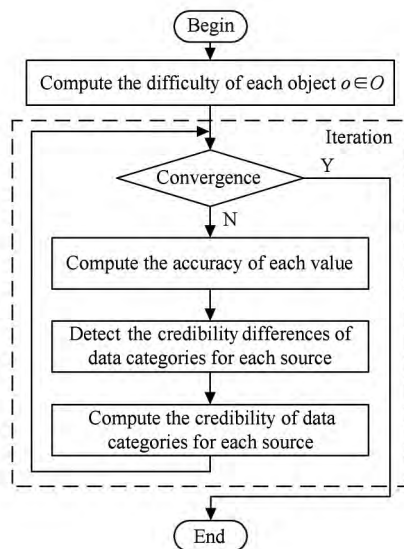 Begin
Compute the difficulty of each object o∈O
Iteration
Convergence
Y
N
Compute the accuracy of each value
Detect the credibility differences of
data categories for each source
Compute the credibility of data
categories for each source
End